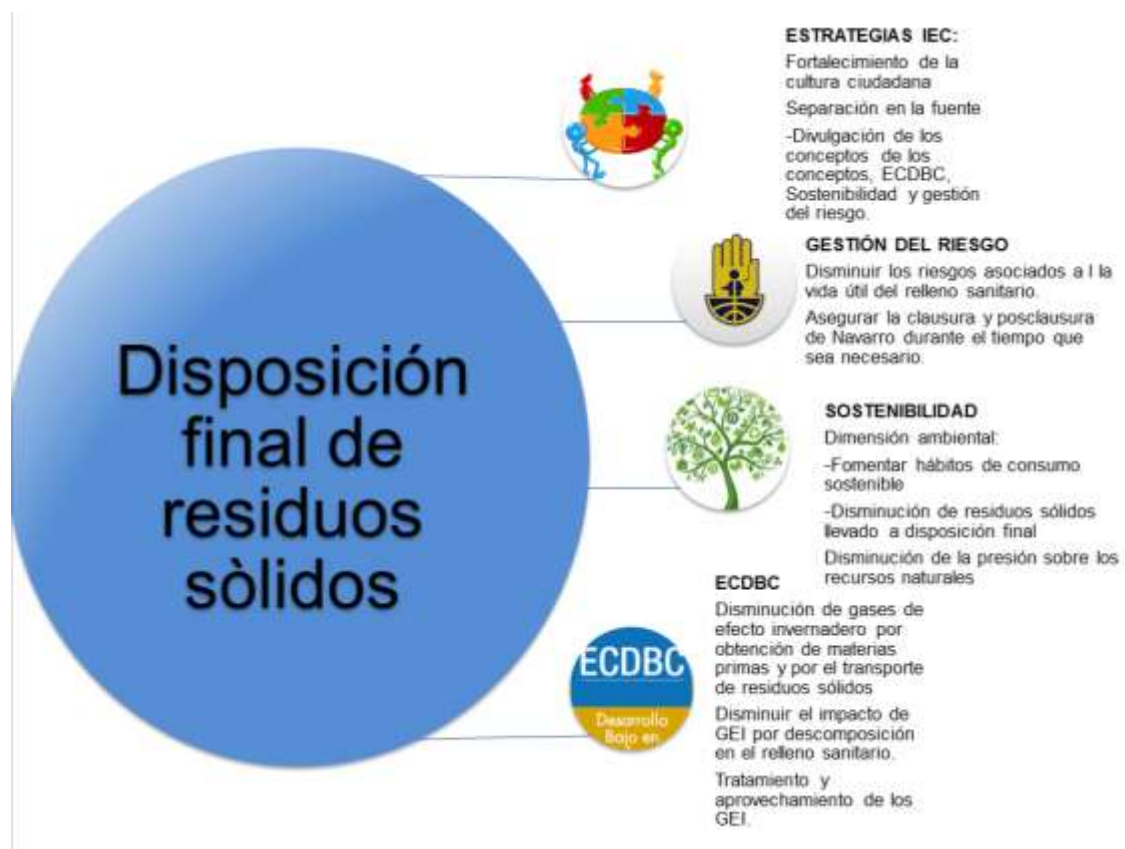 Disposición
final de
residuos
sòlidos
ESTRATEGIAS IEC:
Fortalecimiento de la
cultura ciudadana
Separación en la fuente
-Divulgación de los
conceptos de los
conceptos, ECDBC,
Sostenibilidad y gestión
del riesgo.
GESTIÓN DEL RIESGO
Disminuir los riesgos asociados a l la
vida útil del relleno sanitario.
Asegurar la clausura y posclausura
de Navarro durante el tiempo que
sea necesario.
SOSTENIBILIDAD
Dimensión ambiental:
-Fomentar hábitos de consumo
sostenible
-Disminución de residuos sólidos
llevado a disposición final
Disminución de la presión sobre los
recursos naturales
ECDBC
Desarrollo
Bajo en
ECDBC
Disminución de gases de
efecto invernadero por
obtención de materias
primas y por el transporte
de residuos sólidos
Disminuir el impacto de
GEI por descomposición
en el relleno sanitario.
Tratamiento y
aprovechamiento de los
GEI.